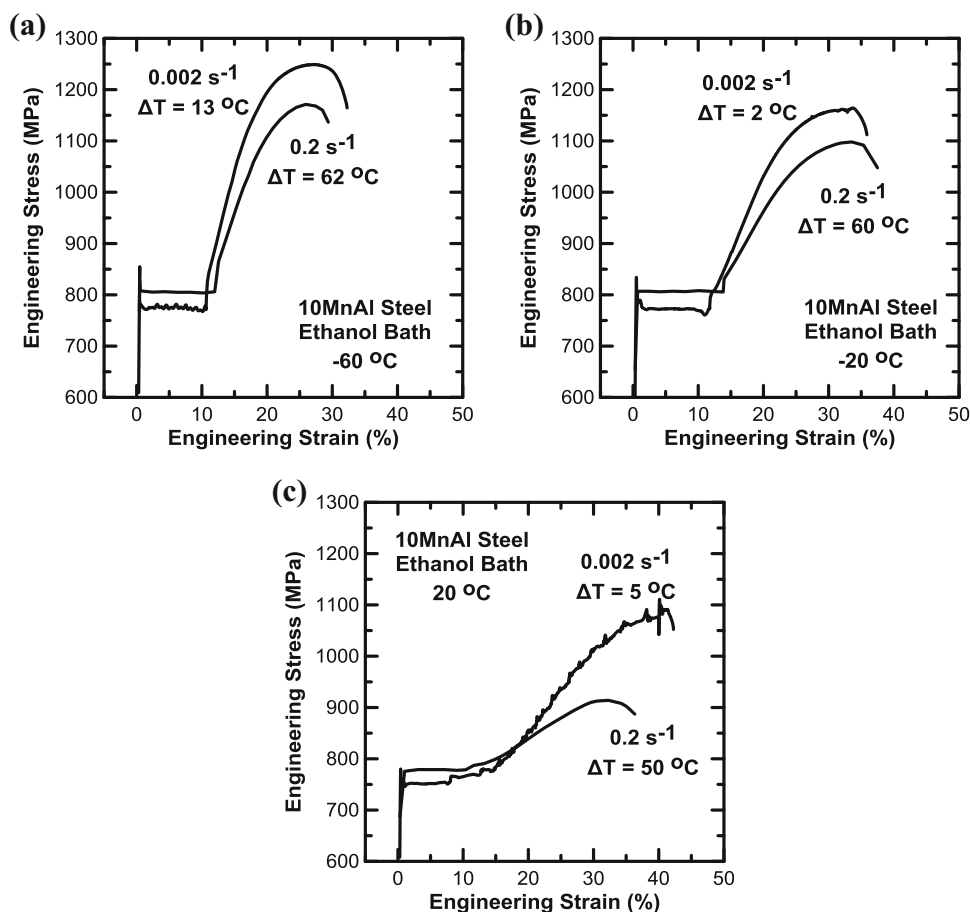 (a)
1300
1200
1100
1000
900
800
700
600
Engineering Stress (MPa)
0.002 s-1
ΔT = 13 ºC
0.2 s-1
ΔT = 62 ºC
10MnAl Steel
Ethanol Bath
-60 ºC
0 10 20 30 40 50
Engineering Strain (%)
(b)
1300
1200
1100
1000
900
800
700
600
Engineering Stress (MPa)
0.002 s-1
ΔT = 2 ºC
0.2 s-1
ΔT = 60 ºC
10MnAl Steel
Ethanol Bath
-20 ºC
0 10 20 30 40 50
Engineering Strain (%)
(c)
1300
1200
1100
1000
900
800
700
600
Engineering Stress (MPa)
10MnAl Steel
Ethanol Bath
20 ºC
0.002 s-1
ΔT = 5 ºC
0.2 s-1
ΔT = 50 ºC
0 10 20 30 40 50
Engineering Strain (%)